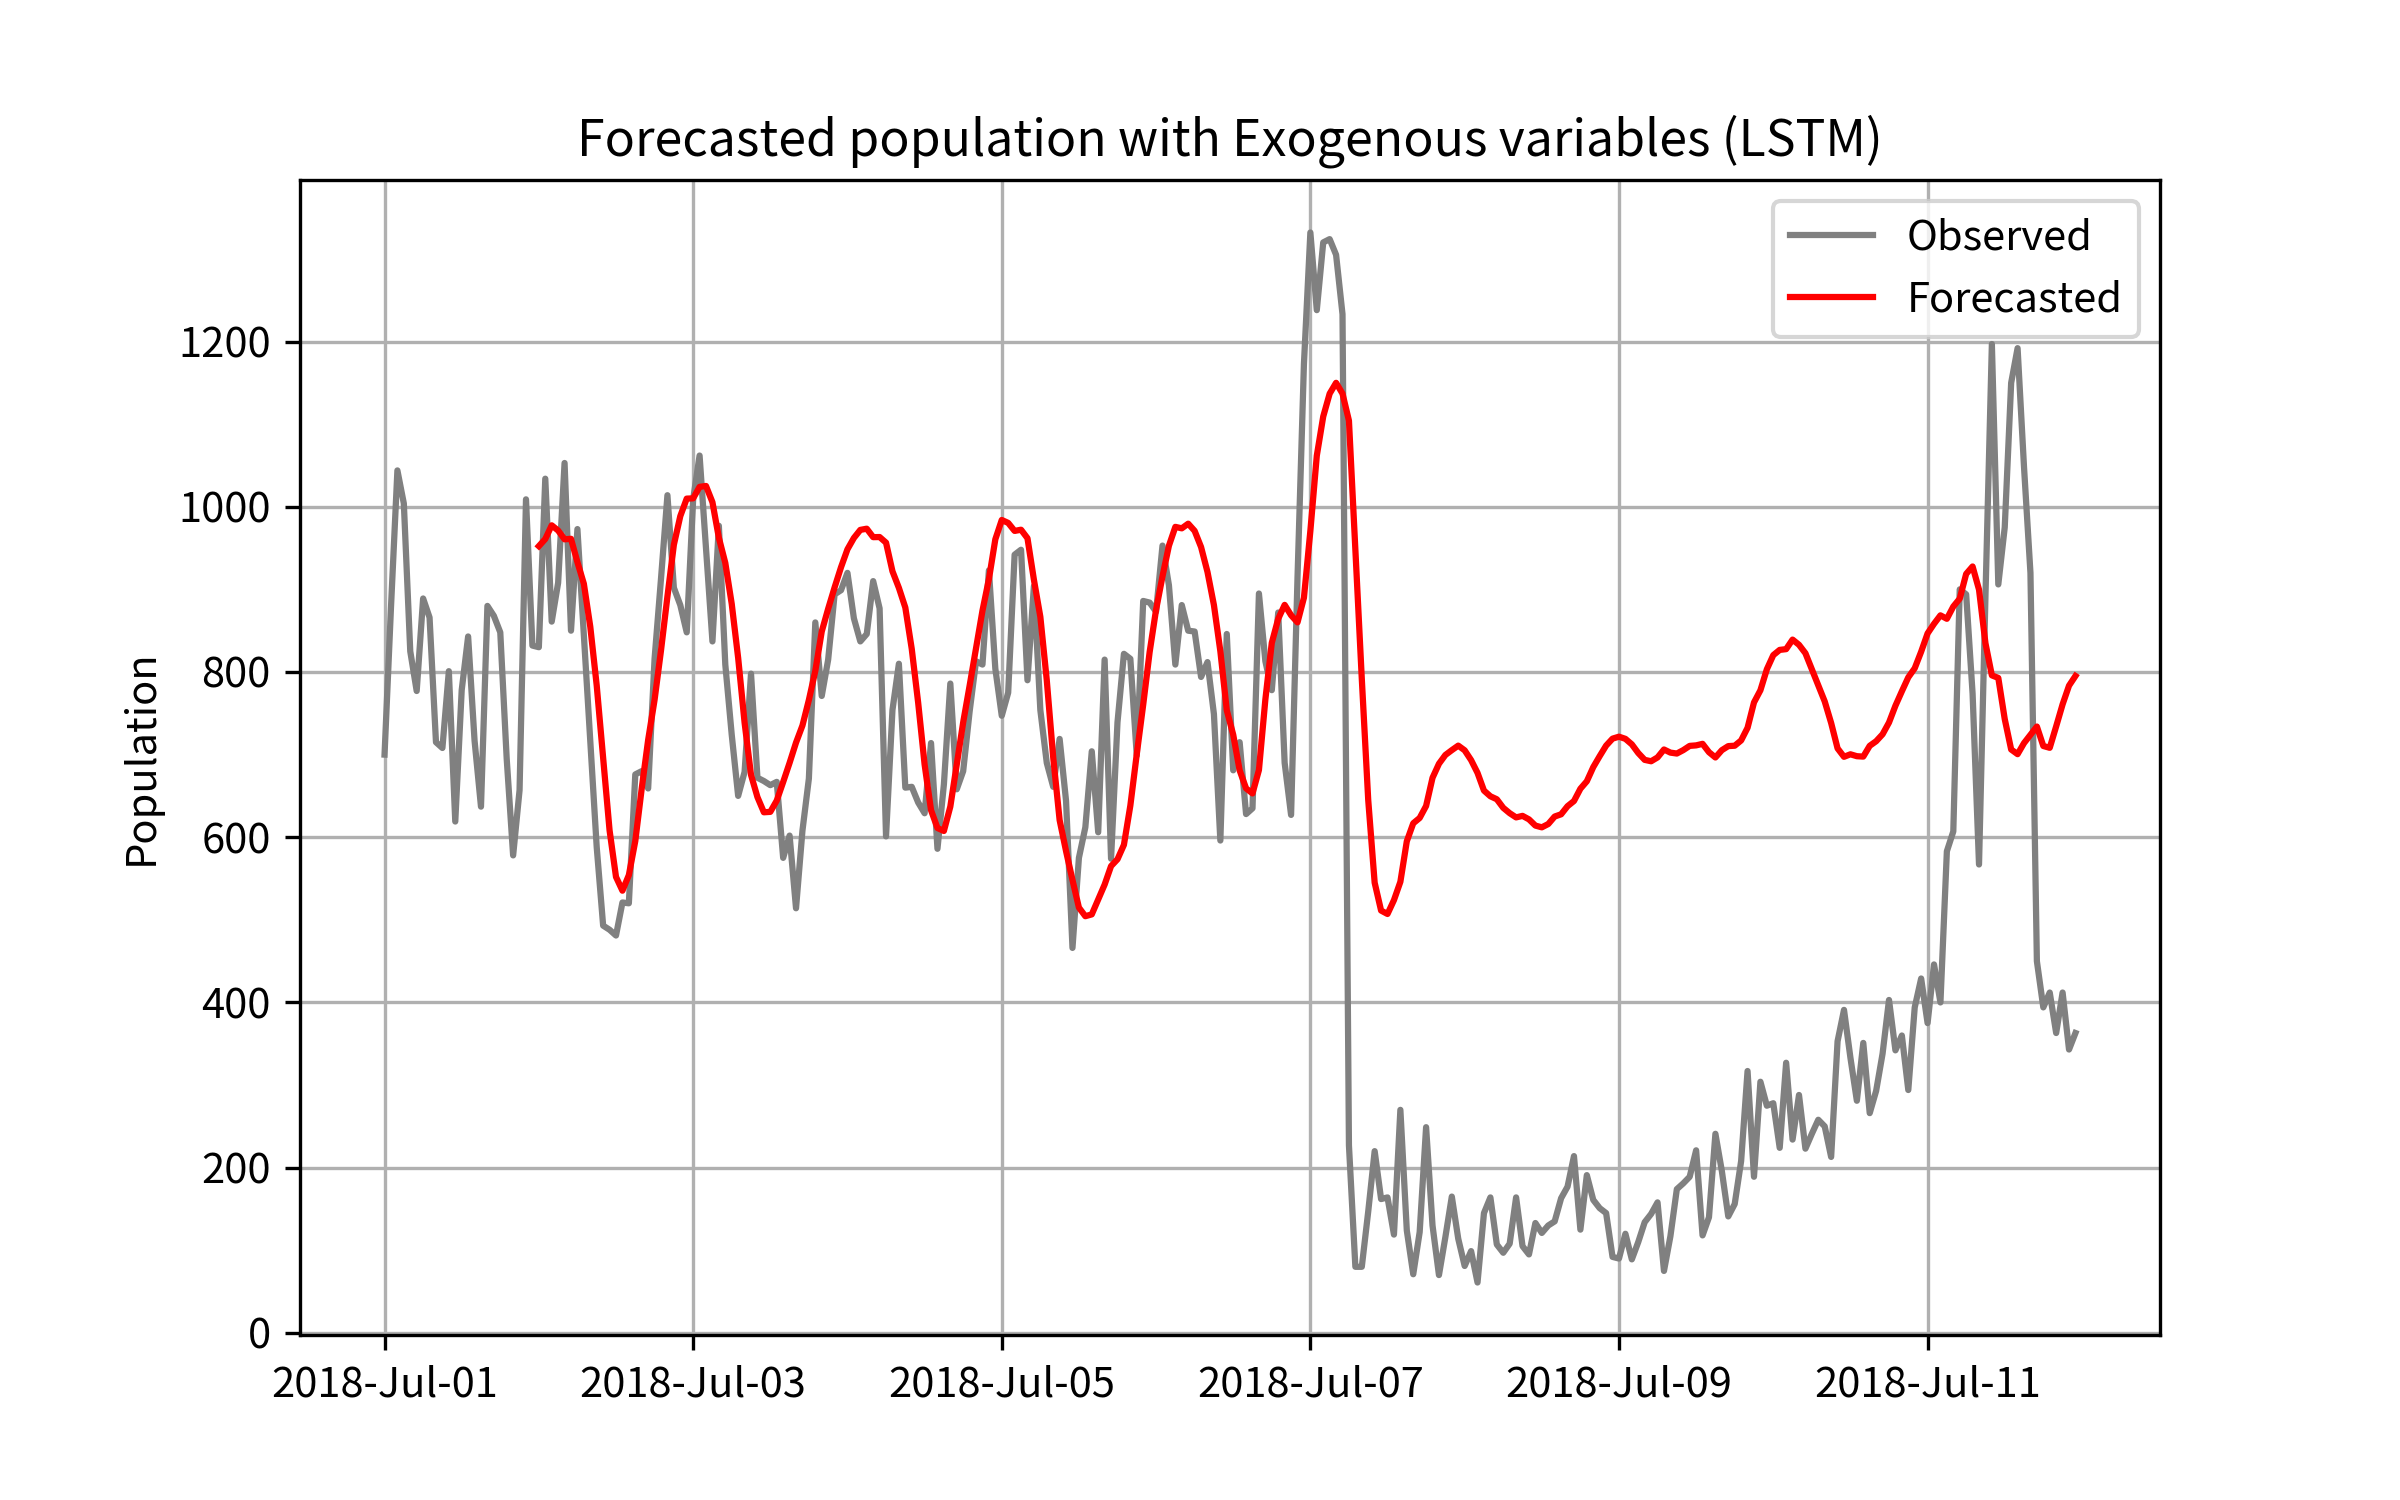 Forecasted population with Exogenous variables (LSTM)
Observed
Forecasted
Population
1200
1000
800
600
400
200
0
2018-Jul-01 2018-Jul-03 2018-Jul-05 2018-Jul-07 2018-Jul-09 2018-Jul-11